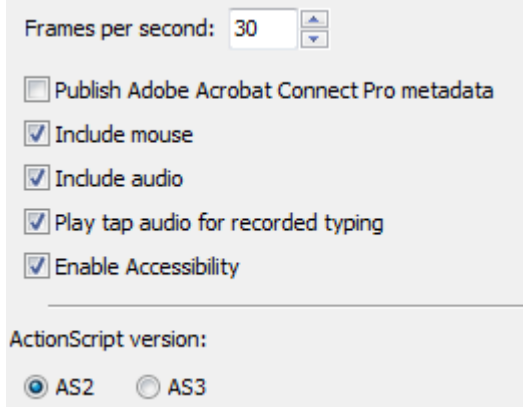 Frames per second: 30
Publish Adobe Acrobat Connect Pro metadata
Include mouse
Include audio
Play tap audio for recorded typing
Enable Accessibility
ActionScript version:
AS2 AS3